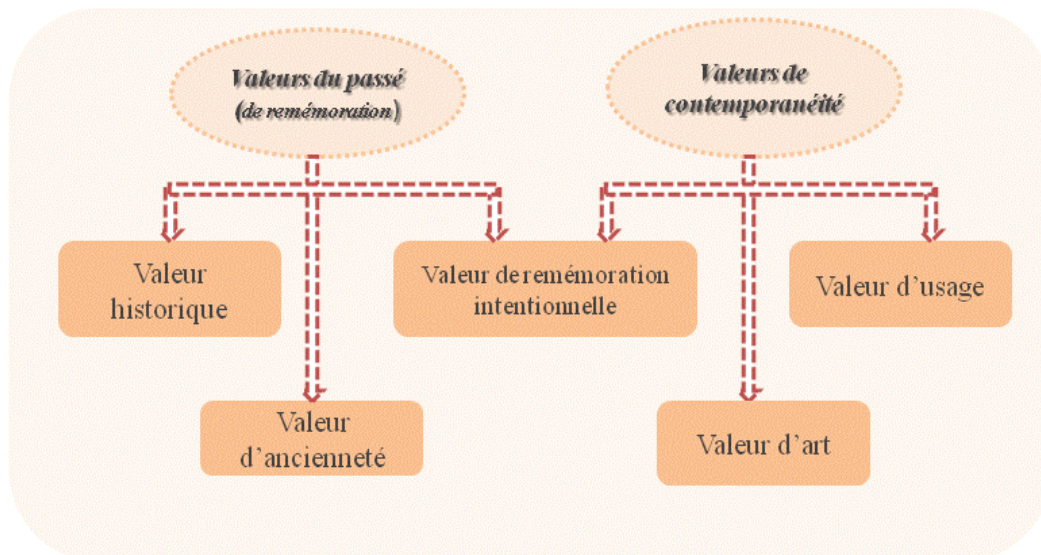 Valeurs du passé
(de remémoration)
Valeurs de
contemporanéité
Valeur
historique
Valeur de remémoration
intentionnelle
Valeur d’usage
Valeur
d’ancienneté
Valeur d’art